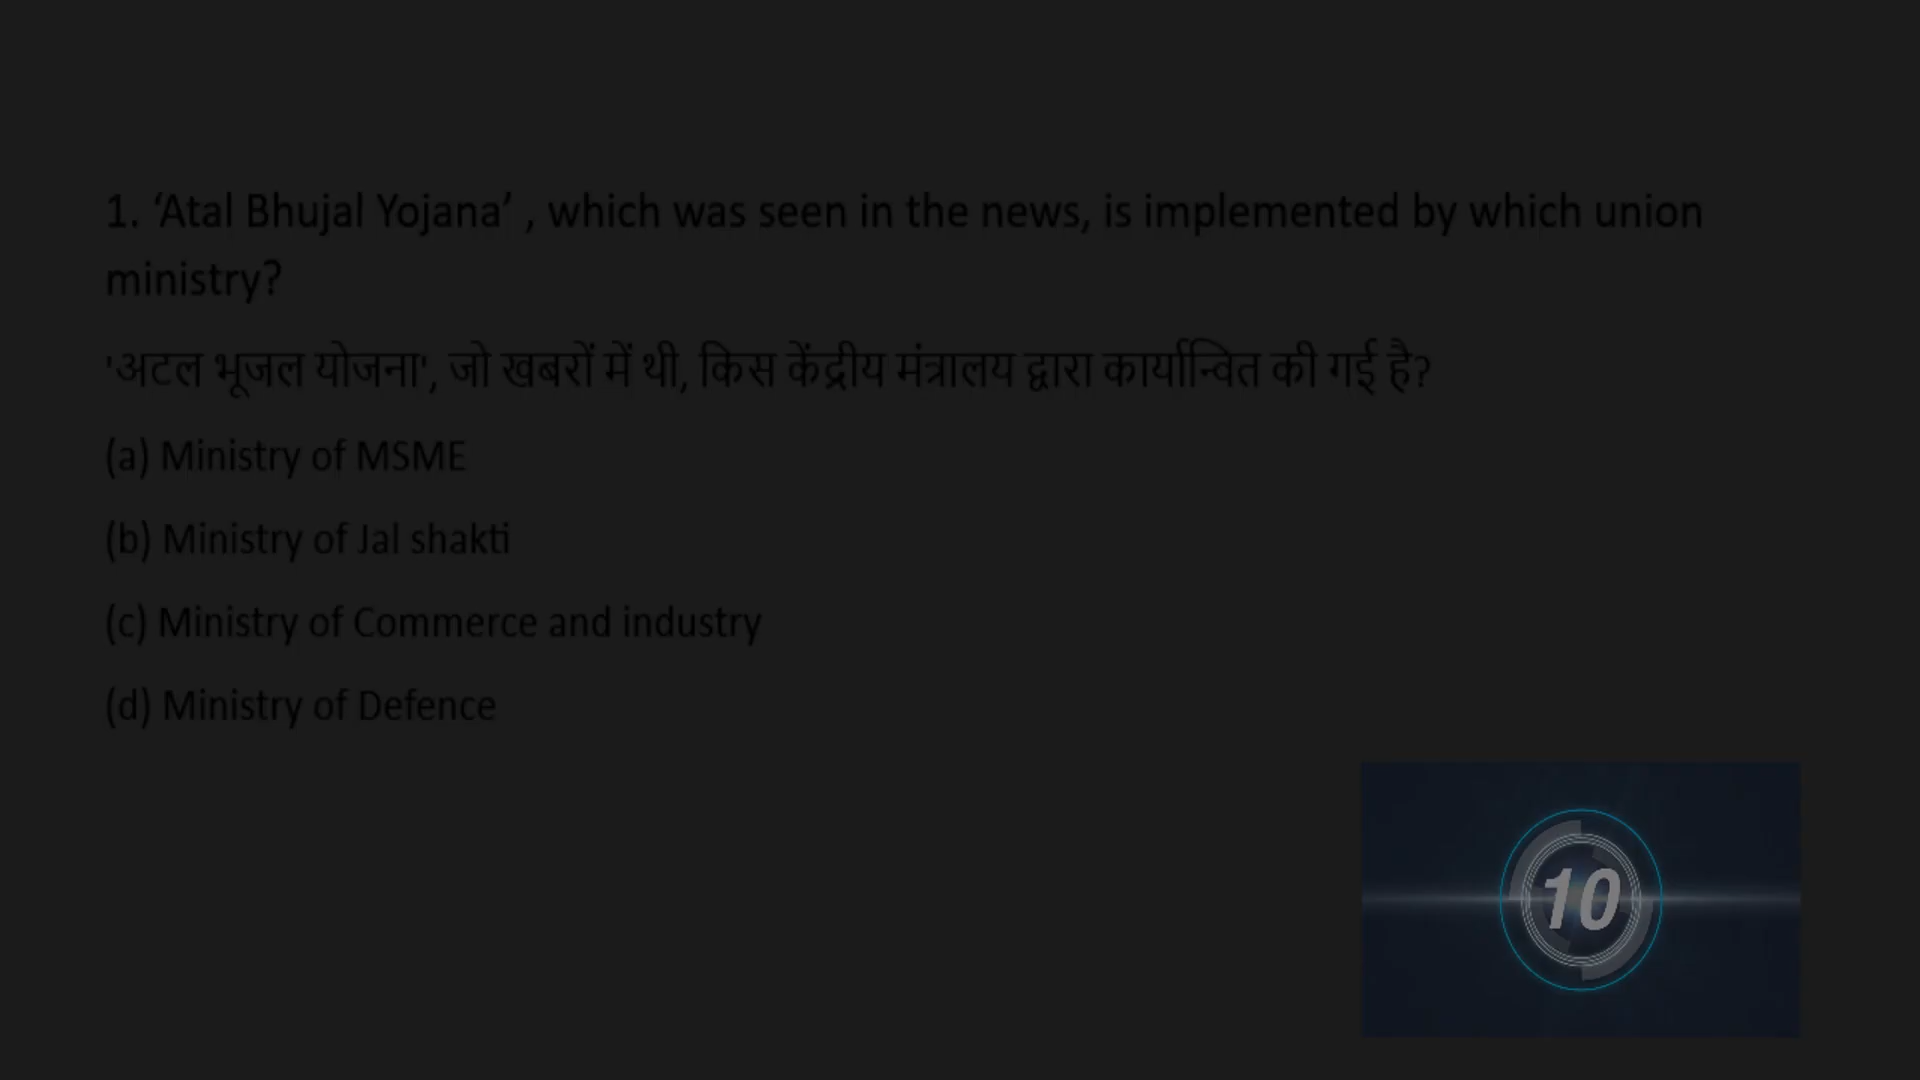 1. ‘Atal Bhujal Yojana’ , which was seen in the news, is implemented by which union
ministry?
'अटल भूजल योजना', जो खबरों में थी, किस केंद्रीय मंत्रालय द्वारा कार्यान्वित की गई है?
(a) Ministry of MSME
(b) Ministry of Jal shakti
(c) Ministry of Commerce and industry
(d) Ministry of Defence
10